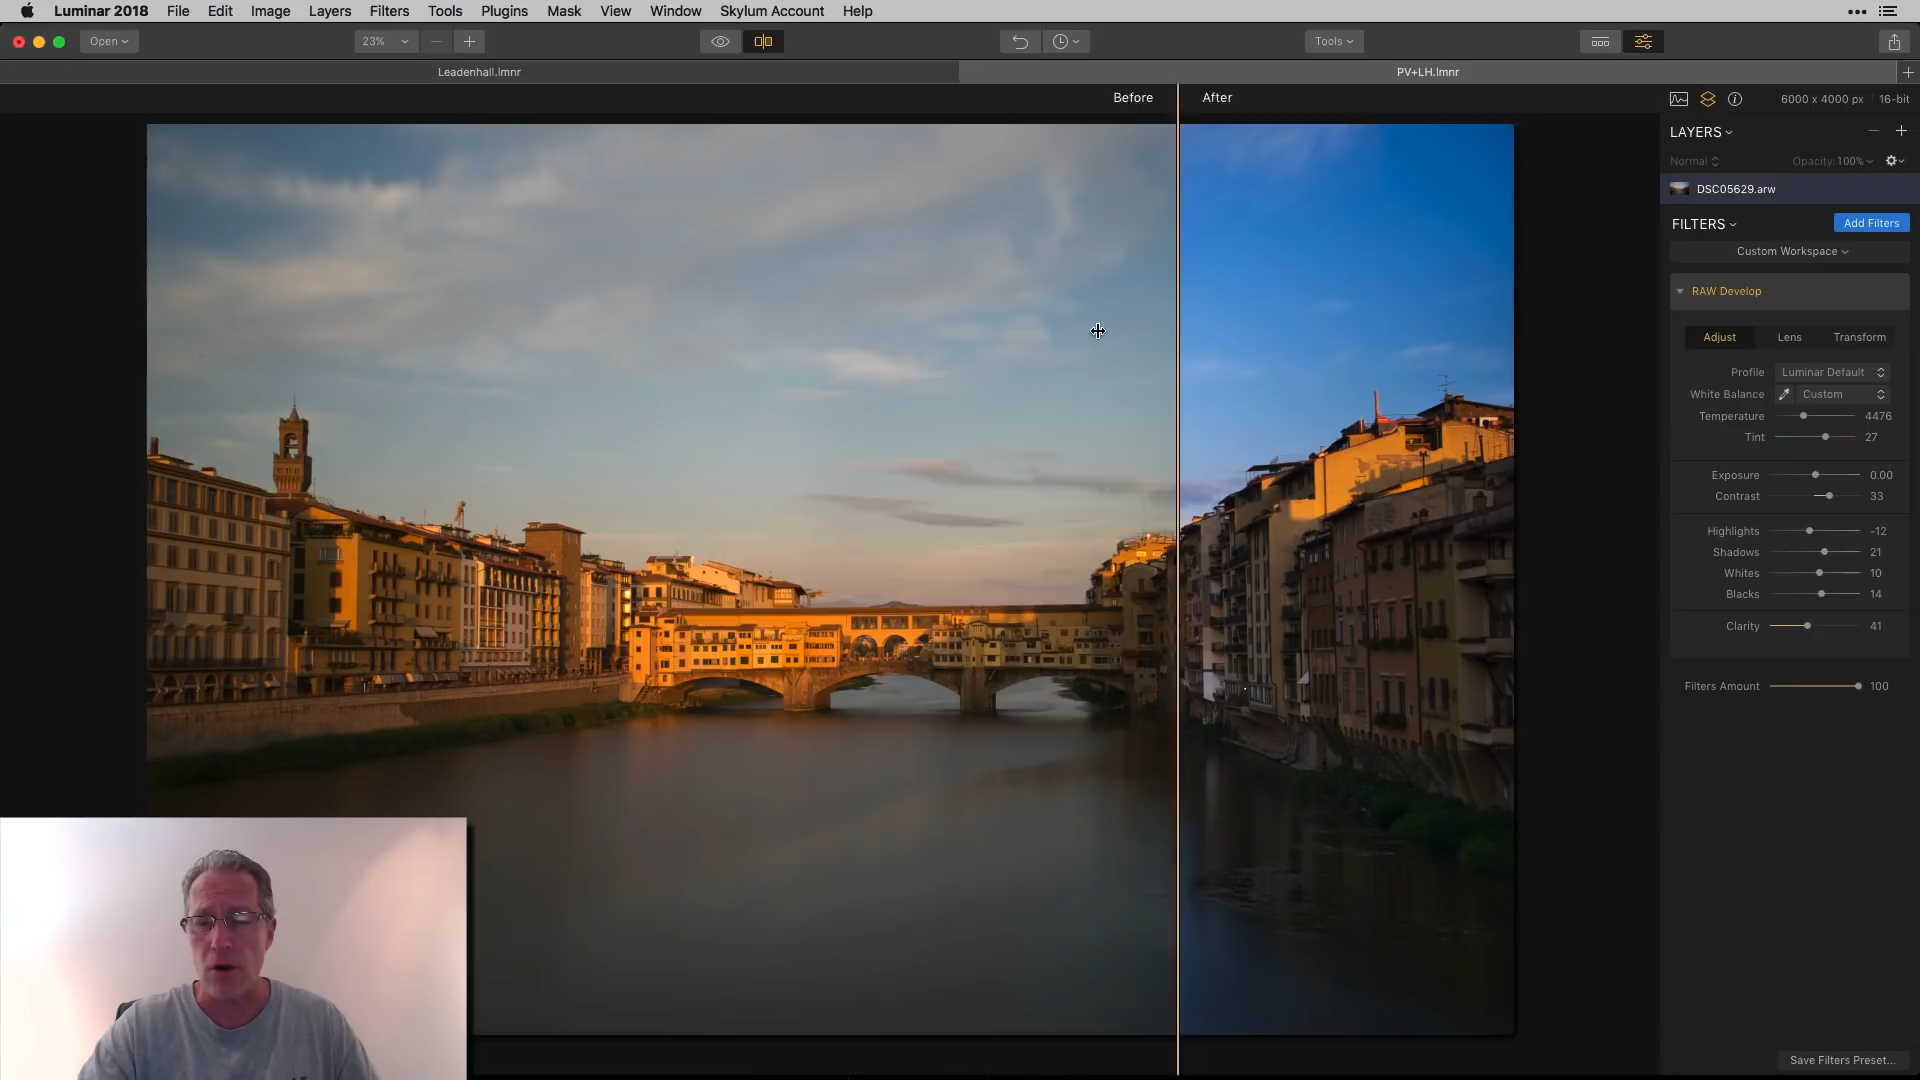 Luminar 2018 File Edit Image Layers Filters Tools Plugins Mask View Window Skylum Account Help
Open 23% Tools
Leadenhall.lmnr PV+LH.lmnr
Before After 6000 x 4000 px 16-bit
LAYERS
Normal Opacity: 100%
DSC05629.arw
FILTERS Add Filters
Custom Workspace
RAW Develop
Adjust Lens Transform
Profile Luminar Default
White Balance Custom
Temperature 4476
Tint 27
Exposure 0.00
Contrast 33
Highlights -12
Shadows 21
Whites 10
Blacks 14
Clarity 41
Filters Amount 100
Save Filters Preset...